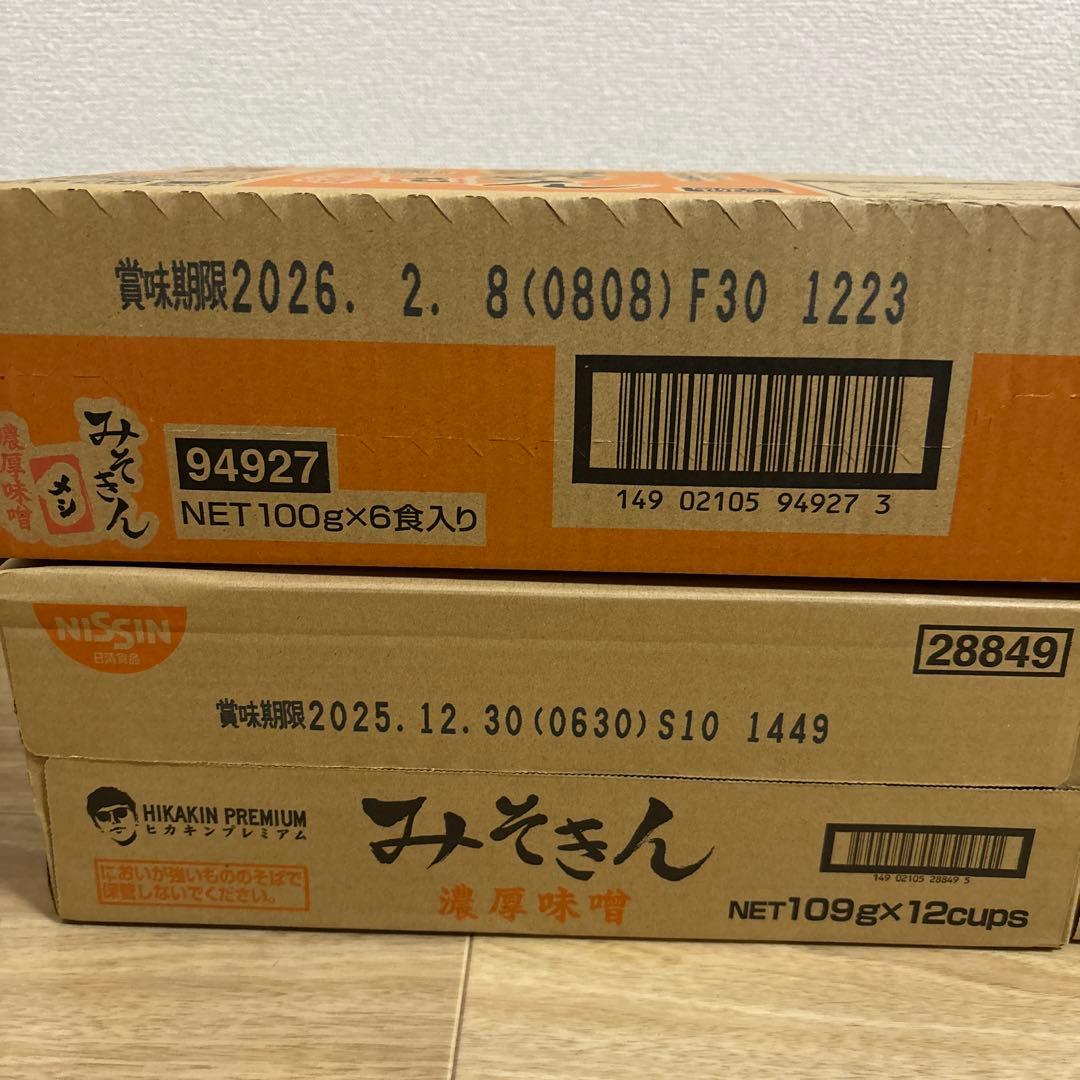 賞味期限2026. 2. 8(0808)F30 1223
みそきん
メシ
濃厚味噌
94927
NET100g×6食入り
149 02105 94927 3
NISSIN
日清食品
28849
賞味期限2025.12.30(0630)S10 1449
HIKAKIN PREMIUM
ヒカキンプレミアム
みそきん
濃厚味噌
においが強いもののそばで
保管しないでください。
149 02105 28849 5
NET109g×12cups